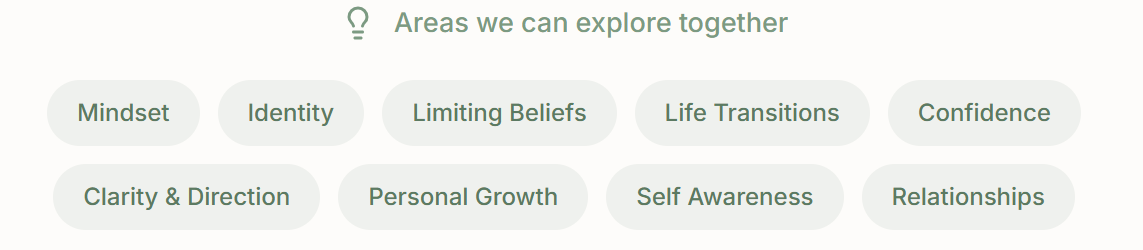 Areas we can explore together
Mindset Identity Limiting Beliefs Life Transitions Confidence
Clarity & Direction Personal Growth Self Awareness Relationships